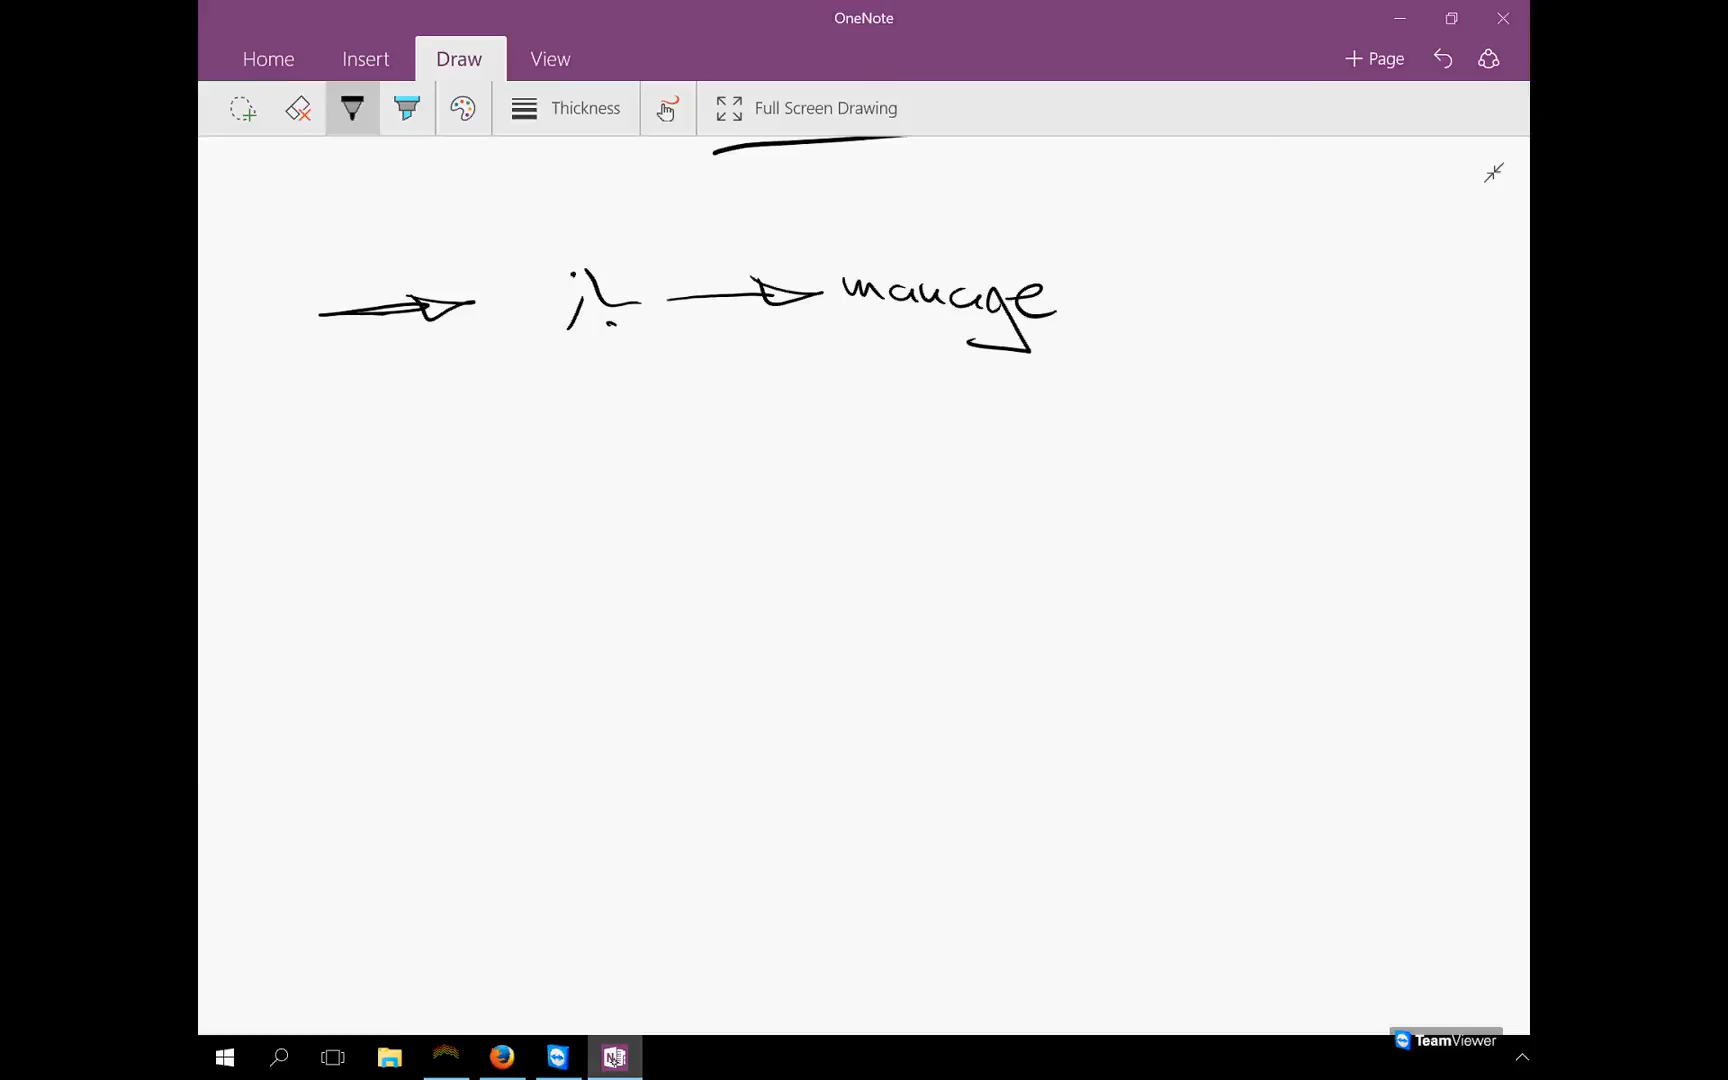 OneNote
Home Insert Draw View + Page
Thickness Full Screen Drawing
manage
TeamViewer